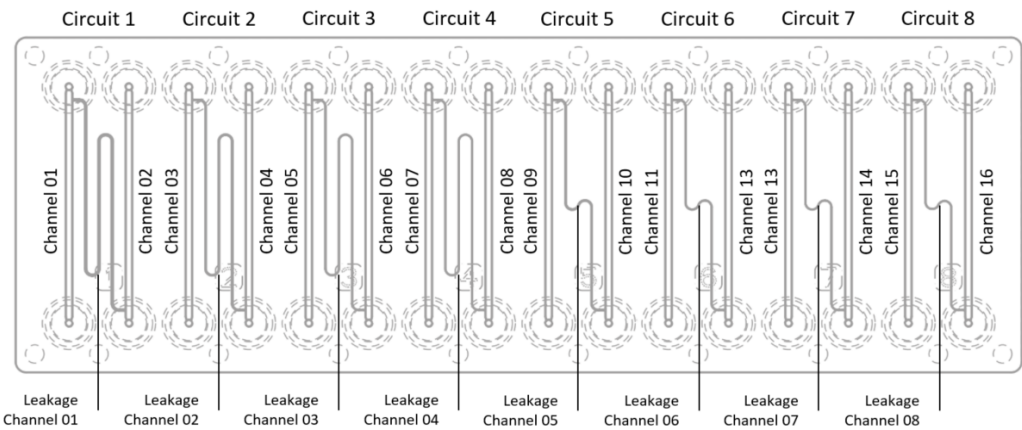 Circuit 1 Circuit 2 Circuit 3 Circuit 4 Circuit 5 Circuit 6 Circuit 7 Circuit 8
Channel 01
Channel 02
Channel 03
Channel 04
Channel 05
Channel 06
Channel 07
Channel 08
Channel 09
Channel 10
Channel 11
Channel 13
Channel 13
Channel 14
Channel 15
Channel 16
1 2 3 4 5 6 7 8
Leakage
Channel 01
Leakage
Channel 02
Leakage
Channel 03
Leakage
Channel 04
Leakage
Channel 05
Leakage
Channel 06
Leakage
Channel 07
Leakage
Channel 08